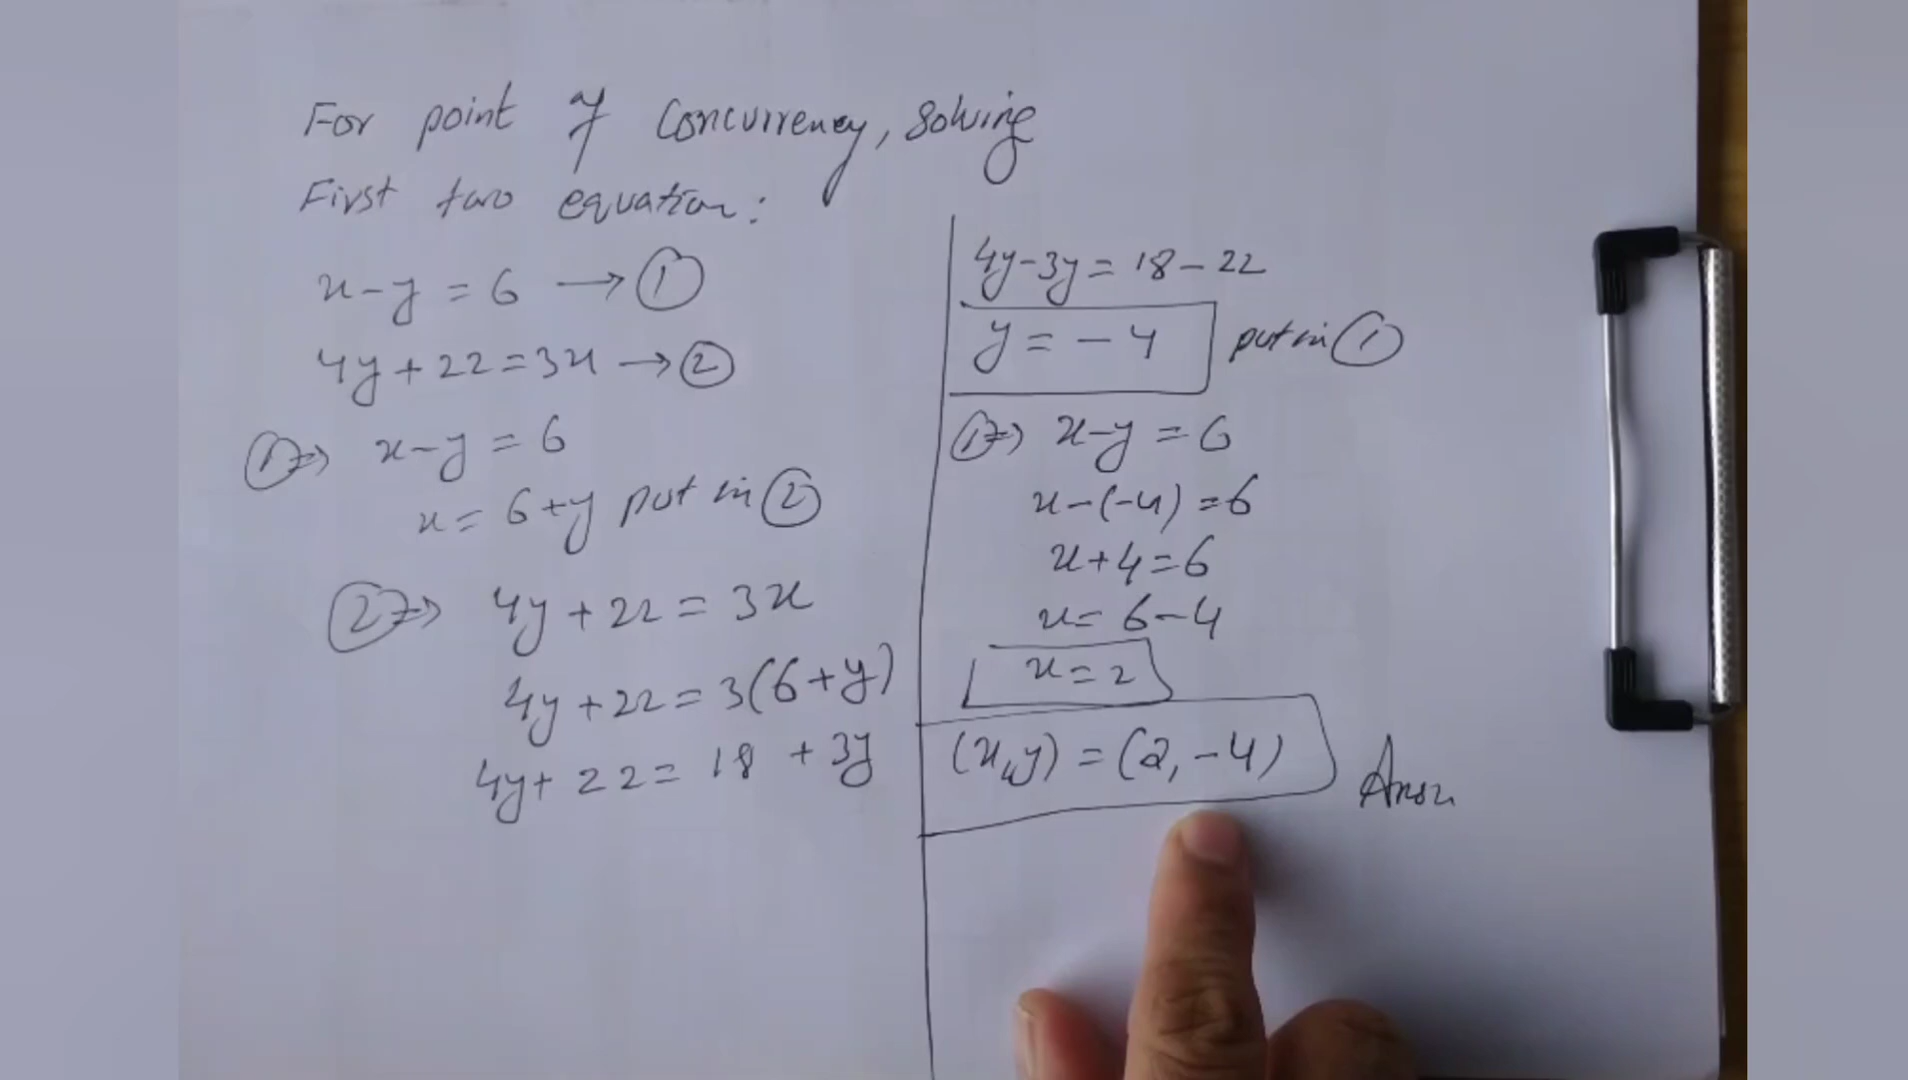 For point of Concurrency, Solving
First two equation:
x-y = 6 → ①
4y + 22 = 3x → ②
① ⇒ x-y = 6
x = 6+y put in ②
② ⇒ 4y + 22 = 3x
4y + 22 = 3(6+y)
4y + 22 = 18 + 3y
4y-3y = 18 - 22
y = -4 put in ①
① ⇒ x-y = 6
x-(-4) = 6
x+4 = 6
x = 6-4
x = 2
(x,y) = (2, -4)